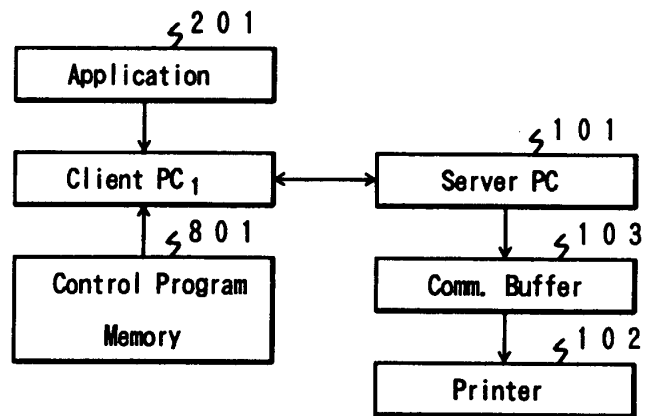 201
Application
101
Client PC1
Server PC
801
103
Control Program
Memory
Comm. Buffer
102
Printer